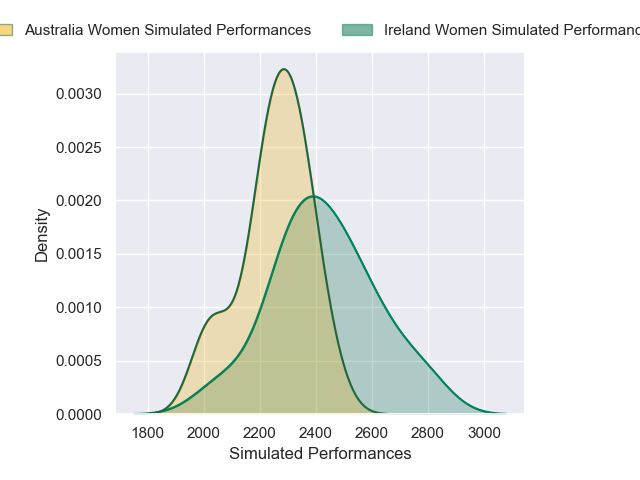 Australia Women Simulated Performances Ireland Women Simulated
0.0030
0.0025
0.0020
0.0015
0.0010
0.0005
0.0000
Density
1800 2000 2200 2400 2600 2800 3000
Simulated Performances